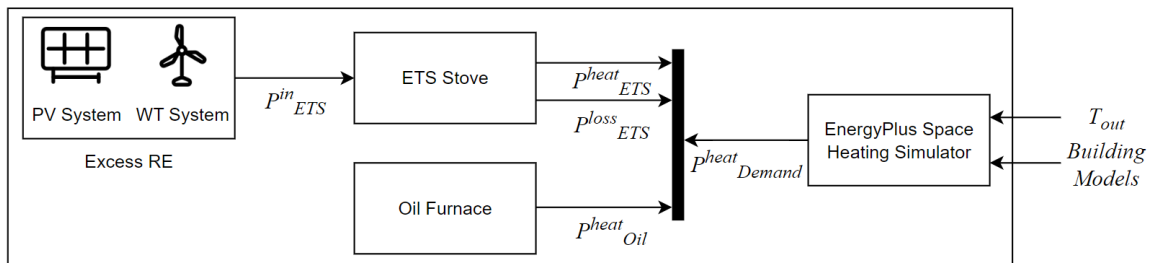 PV System
WT System
Excess RE
P^in_ETS
ETS Stove
P^heat_ETS
P^loss_ETS
Oil Furnace
P^heat_Oil
P^heat_Demand
EnergyPlus Space
Heating Simulator
T_out
Building
Models